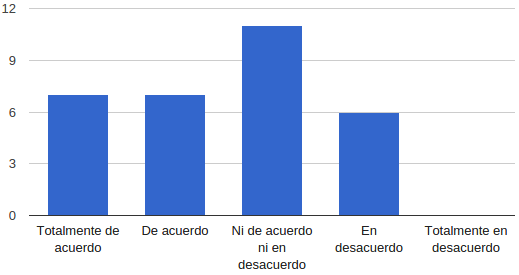 12
9
6
3
0
Totalmente de
acuerdo
De acuerdo
Ni de acuerdo
ni en
desacuerdo
En
desacuerdo
Totalmente en
desacuerdo